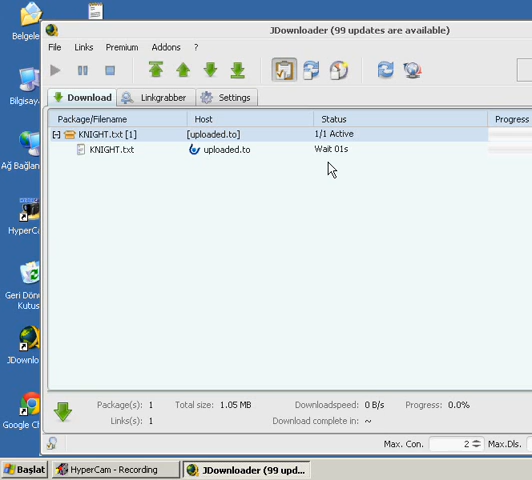 JDownloader (99 updates are available)
Belgele
File Links Premium Addons ?
Bilgisay
Download Linkgrabber Settings
Package/Filename Host Status Progress
KNIGHT.txt [1] [uploaded.to] 1/1 Active
KNIGHT.txt uploaded.to Wait 01s
Ağ Bağlan
HyperCa
Geri Dön
Kutus
JDownlo
Google C
Package(s): 1 Total size: 1.05 MB Downloadspeed: 0 B/s Progress: 0.0%
Links(s): 1 Download complete in: ~
Max. Con. 2 Max.Dls.
Başlat HyperCam - Recording JDownloader (99 upd...